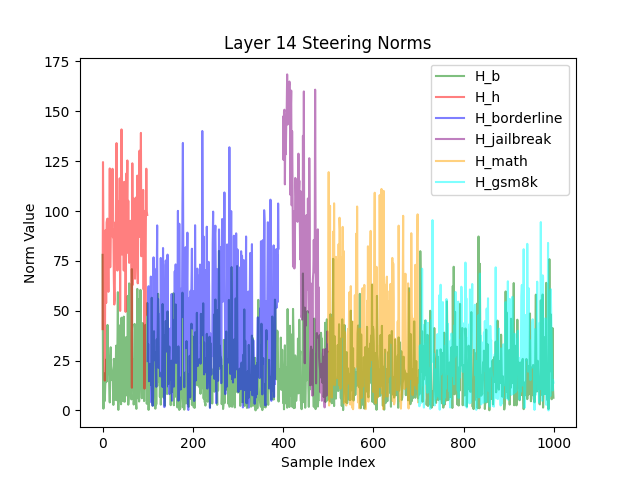 Layer 14 Steering Norms
175
150
125
100
75
50
25
0
Norm Value
H_b
H_h
H_borderline
H_jailbreak
H_math
H_gsm8k
0 200 400 600 800 1000
Sample Index